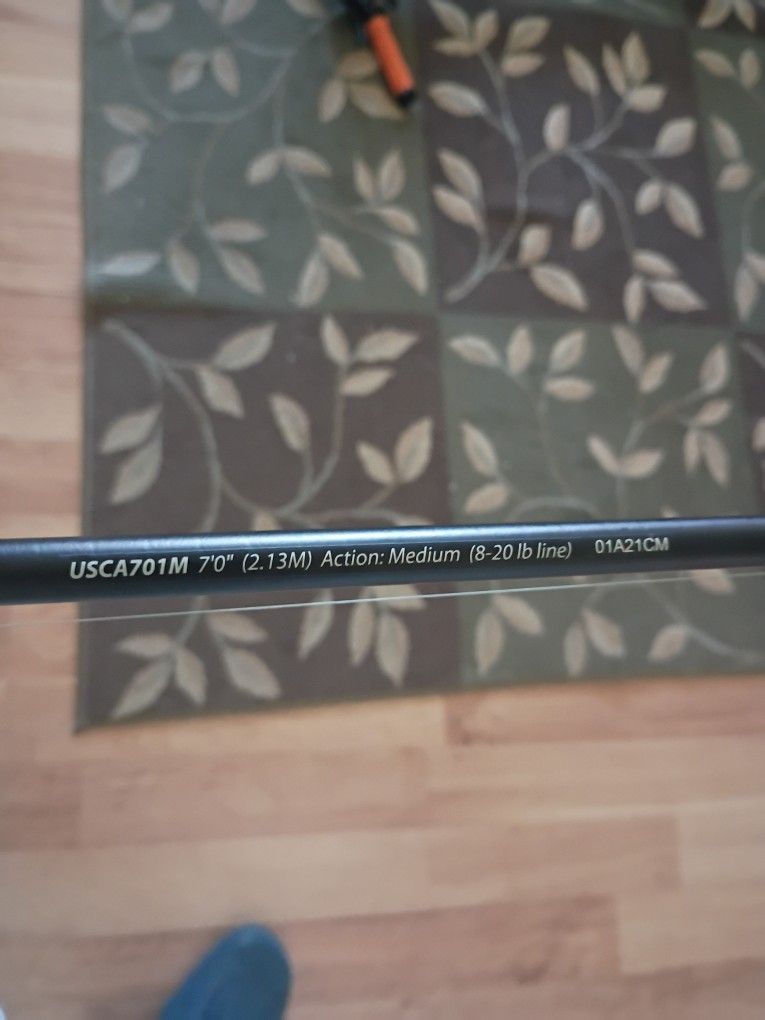 USCA701M 7'0" (2.13M) Action: Medium (8-20 lb line) 01A21CM